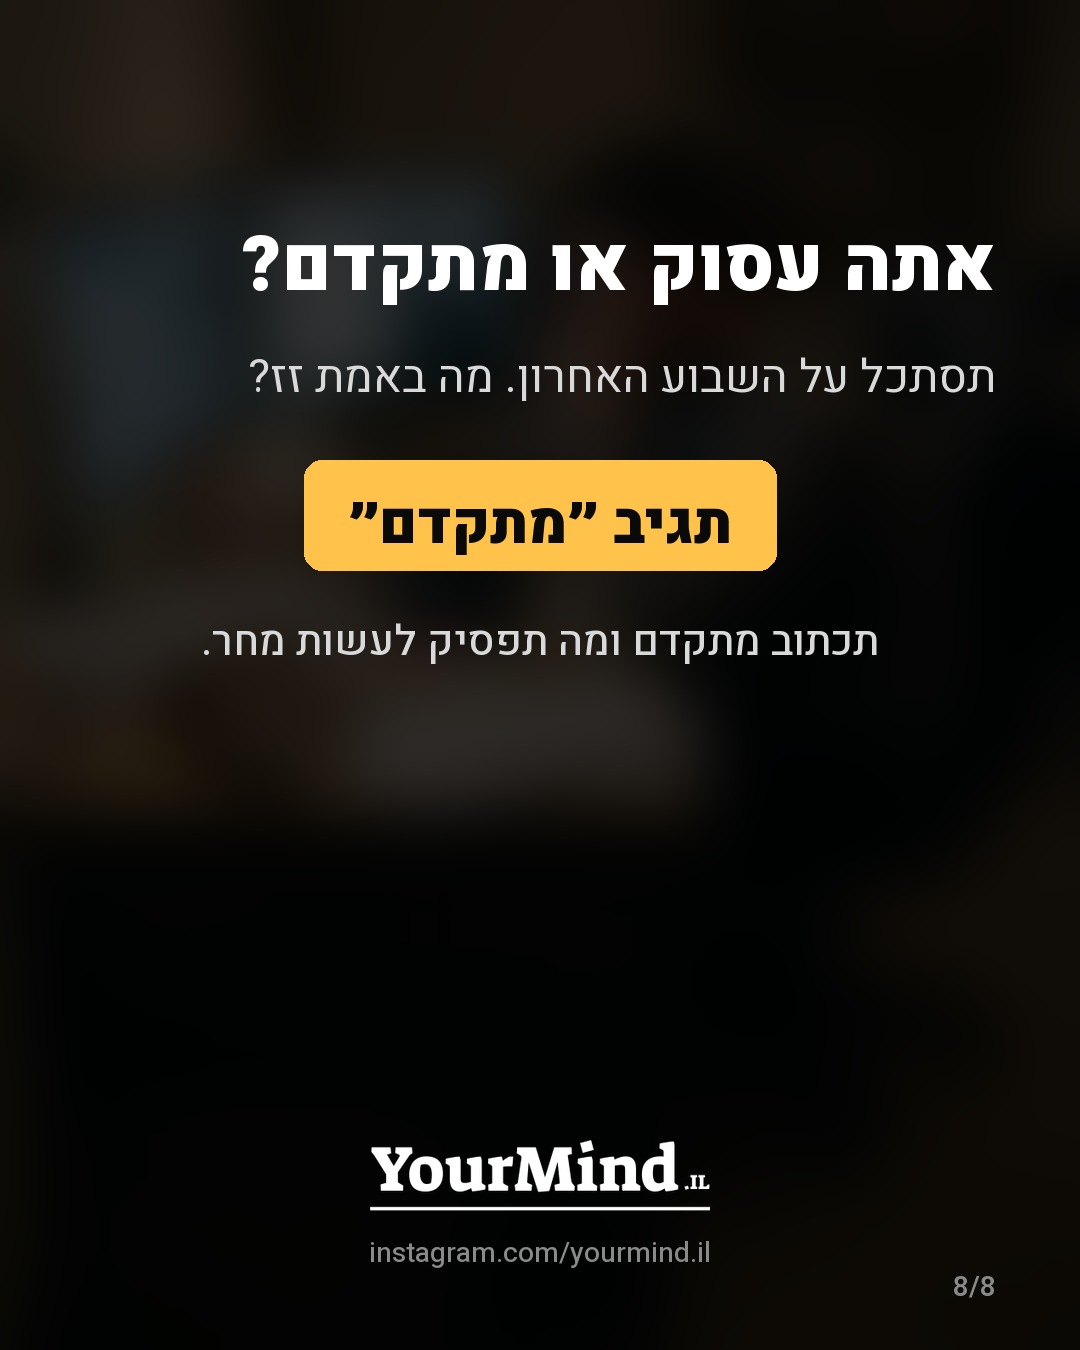 אתה עסוק או מתקדם?
תסתכל על השבוע האחרון. מה באמת זז?
תגיב ״מתקדם״
תכתוב מתקדם ומה תפסיק לעשות מחר.
YourMind.IL
instagram.com/yourmind.il
8/8